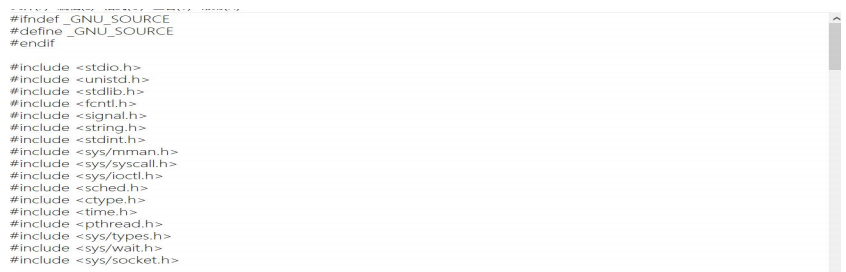 #ifndef _GNU_SOURCE
#define _GNU_SOURCE
#endif
#include <stdio.h>
#include <unistd.h>
#include <stdlib.h>
#include <fcntl.h>
#include <signal.h>
#include <string.h>
#include <stdint.h>
#include <sys/mman.h>
#include <sys/syscall.h>
#include <sys/ioctl.h>
#include <sched.h>
#include <ctype.h>
#include <time.h>
#include <pthread.h>
#include <sys/types.h>
#include <sys/wait.h>
#include <sys/socket.h>